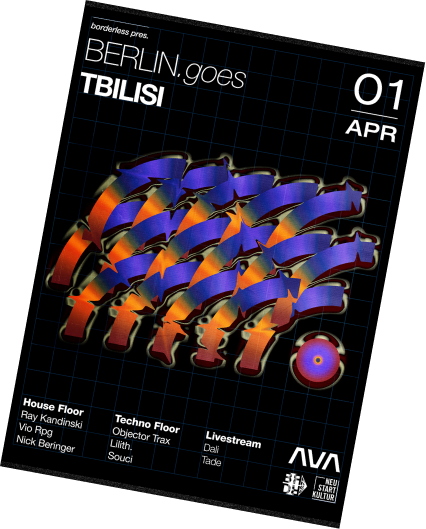 borderless pres.
BERLIN.goes
TBILISI
01
APR
House Floor
Ray Kandinski
Vio Rpg
Nick Beringer
Techno Floor
Objector Trax
Lilith.
Souci
Livestream
Dali
Tade
AVA
NEU
START
KULTUR